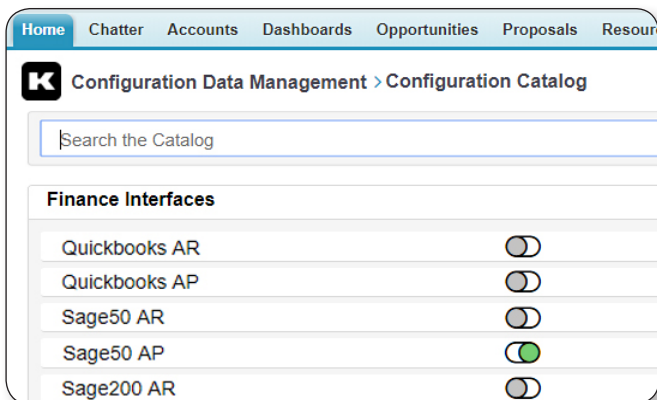 Home Chatter Accounts Dashboards Opportunities Proposals Resour
K Configuration Data Management > Configuration Catalog
Search the Catalog
Finance Interfaces
Quickbooks AR
Quickbooks AP
Sage50 AR
Sage50 AP
Sage200 AR